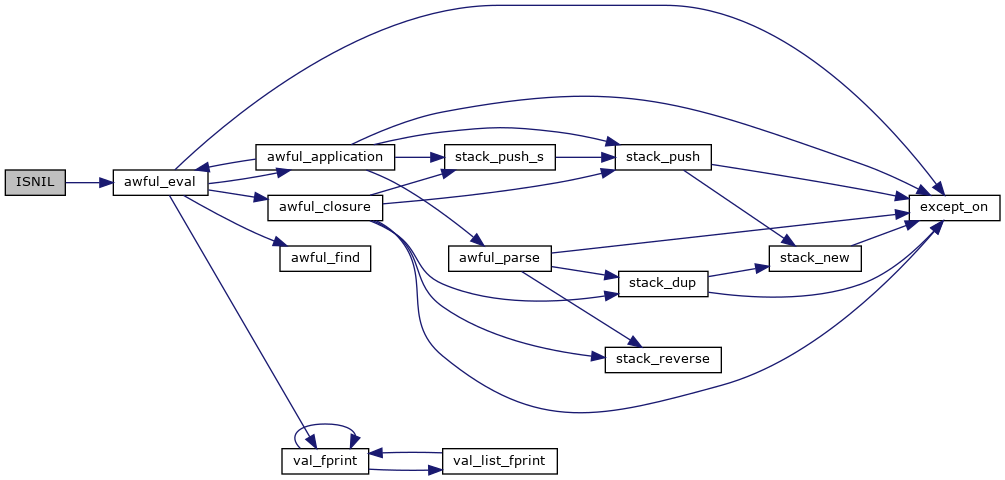 ISNIL
awful_eval
awful_application
awful_closure
awful_find
val_fprint
stack_push_s
awful_parse
val_list_fprint
stack_push
stack_dup
stack_reverse
stack_new
except_on